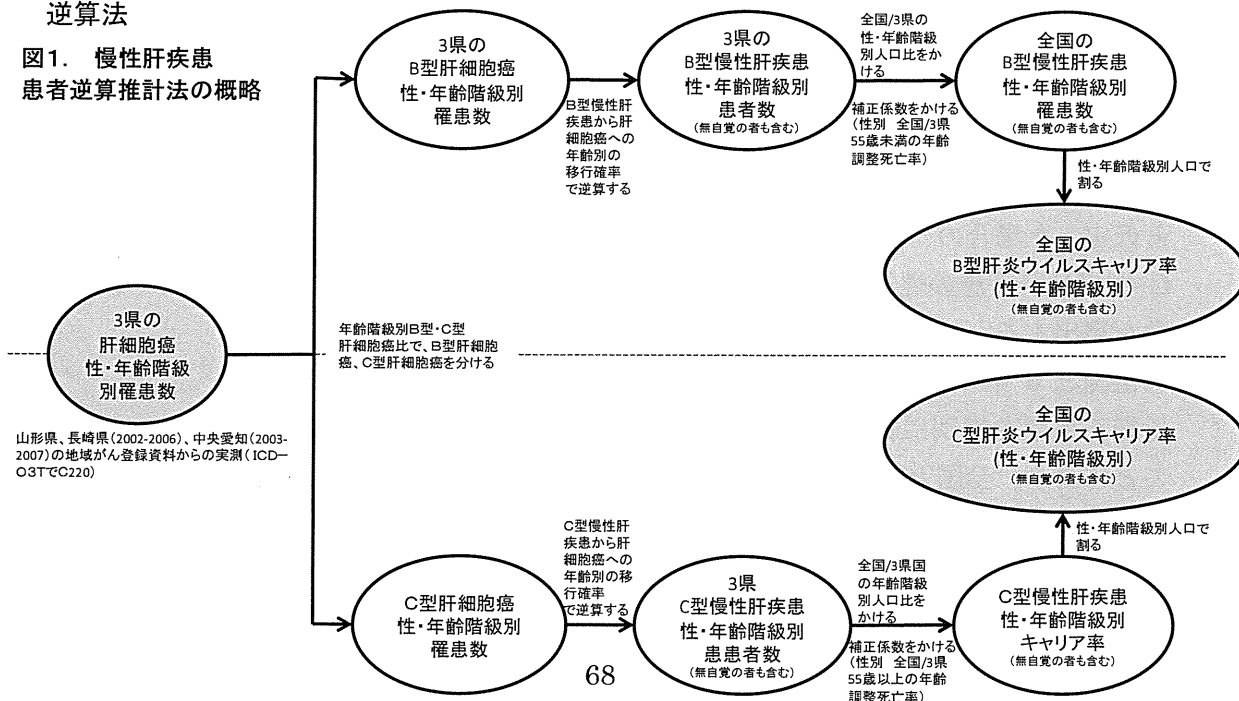 逆算法
図1. 慢性肝疾患
患者逆算推計法の概略
3県の
B型肝細胞癌
性・年齢階級別
罹患数
B型慢性肝
疾患から肝
細胞癌への
年齢別の
移行確率
で逆算する
3県の
B型慢性肝疾患
性・年齢階級別
患者数
(無自覚の者も含む)
全国/3県の
性・年齢階級
別人口比をか
ける
補正係数をかける
(性別 全国/3県
55歳未満の年齢
調整死亡率)
全国の
B型慢性肝疾患
性・年齢階級別
罹患数
(無自覚の者も含む)
性・年齢階級別人口で
割る
全国の
B型肝炎ウイルスキャリア率
(性・年齢階級別)
(無自覚の者も含む)
3県の
肝細胞癌
性・年齢階級
別罹患数
年齢階級別B型・C型
肝細胞癌比で、B型肝細胞
癌、C型肝細胞癌を分ける
山形県、長崎県(2002-2006)、中央愛知(2003-
2007)の地域がん登録資料からの実測(ICD-
O3TでC220)
全国の
C型肝炎ウイルスキャリア率
(性・年齢階級別)
(無自覚の者も含む)
性・年齢階級別人口で
割る
C型肝細胞癌
性・年齢階級別
罹患数
C型慢性肝
疾患から肝
細胞癌への
年齢別の移
行確率
で逆算する
3県
C型慢性肝疾患
性・年齢階級別
患患者数
(無自覚の者も含む)
全国/3県国
の年齢階級
別人口比を
かける
補正係数をかける
(性別 全国/3県
55歳以上の年齢
調整死亡率)
C型慢性肝疾患
性・年齢階級別
キャリア率
(無自覚の者も含む)
68